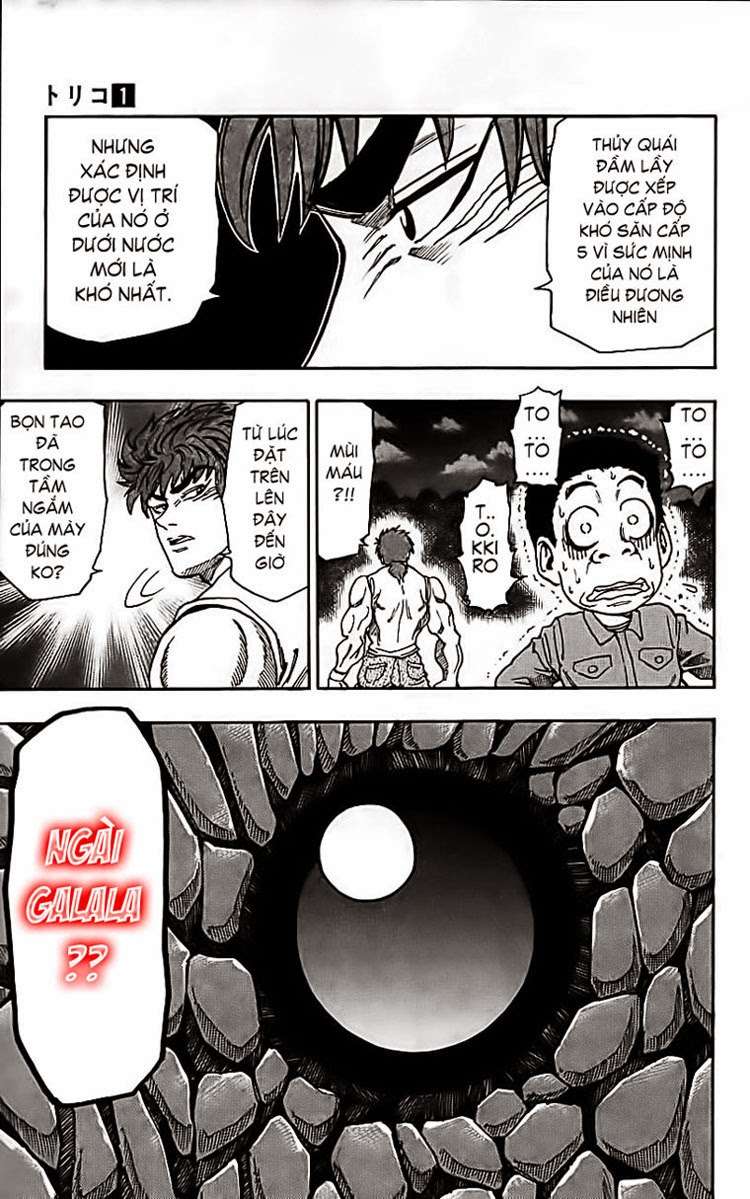 トリコ1
THỦY QUÁI
ĐẦM LẦY
ĐƯỢC XẾP
VÀO CẤP ĐỘ
KHÓ SĂN CẤP
5 VÌ SỨC MỊNH
CỦA NÓ LÀ
ĐIỀU ĐƯƠNG
NHIÊN
NHƯNG
XÁC ĐỊNH
ĐƯỢC VỊ TRÍ
CỦA NÓ Ở
DƯỚI NƯỚC
MỚI LÀ
KHÓ NHẤT.
TO
...
TO
....
TO
...
TO
....
T..
O,
KKI
RO
MÙI
MÁU
?!!
TỪ LÚC
ĐẶT TRÊN
LÊN
ĐÂY ĐẾN
GIỜ
BỌN TAO
ĐÃ
TRONG
TẦM
NGẮM
CỦA MÀY
ĐÚNG
KO?
NGÀI
GALALA
??